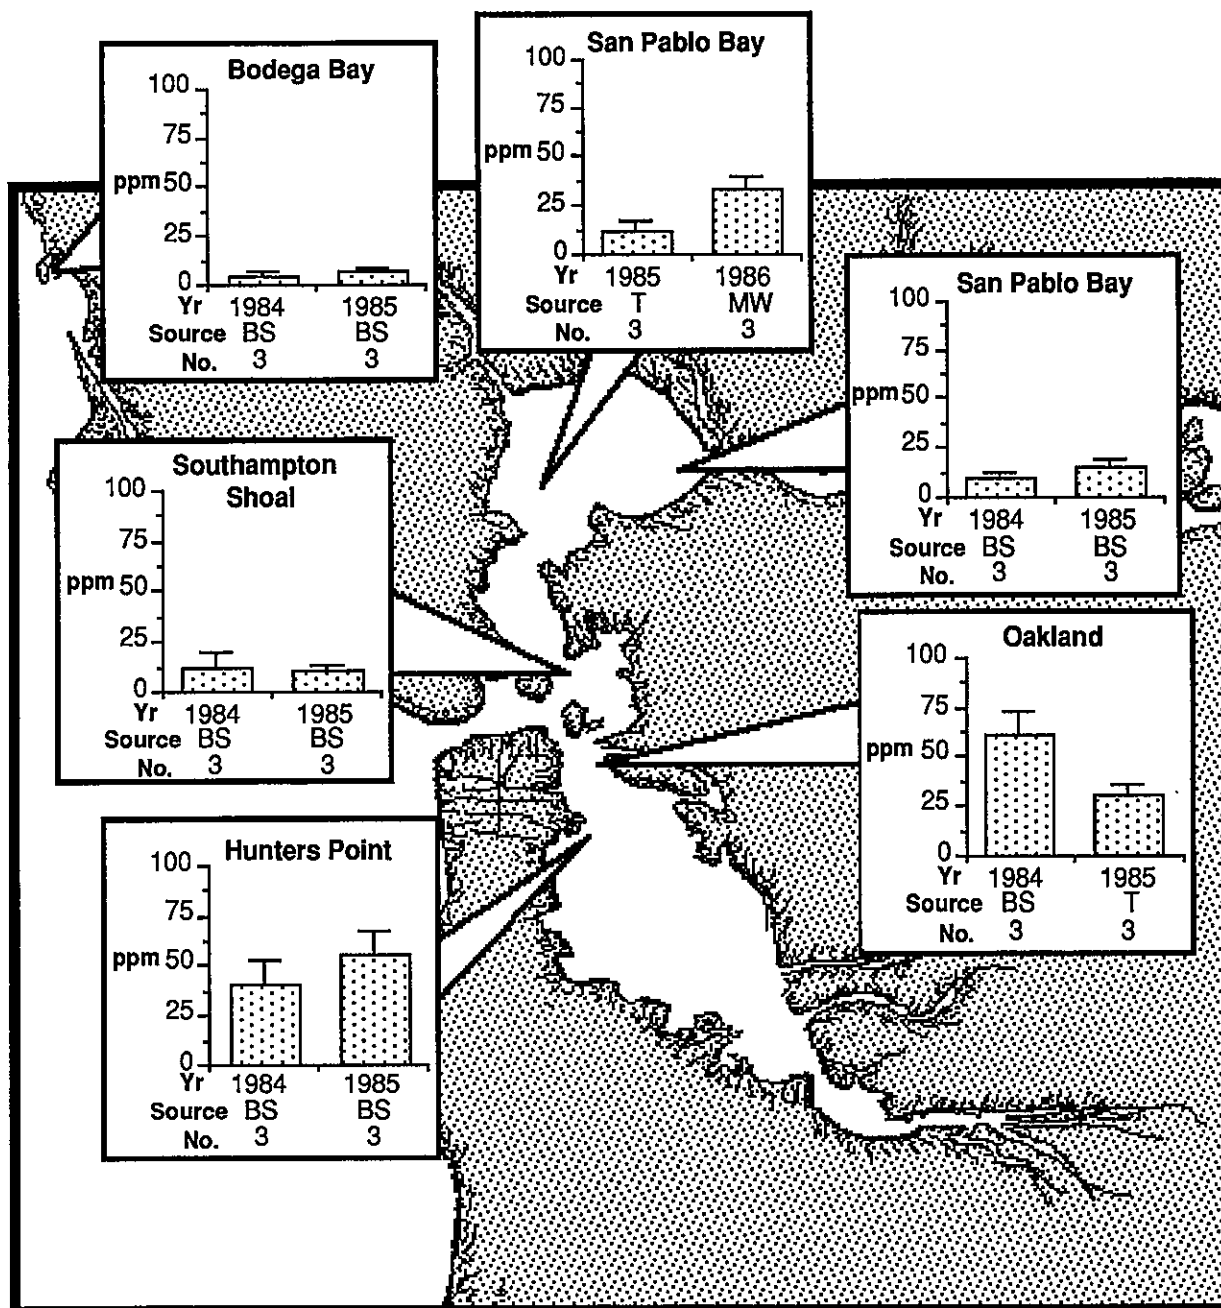 Bodega Bay
100
75
ppm 50
25
0
Yr 1984 1985
Source BS BS
No. 3 3
San Pablo Bay
100
75
ppm 50
25
0
Yr 1985 1986
Source T MW
No. 3 3
San Pablo Bay
100
75
ppm 50
25
0
Yr 1984 1985
Source BS BS
No. 3 3
Southampton
Shoal
100
75
ppm 50
25
0
Yr 1984 1985
Source BS BS
No. 3 3
Oakland
100
75
ppm 50
25
0
Yr 1984 1985
Source BS T
No. 3 3
Hunters Point
100
75
ppm 50
25
0
Yr 1984 1985
Source BS BS
No. 3 3